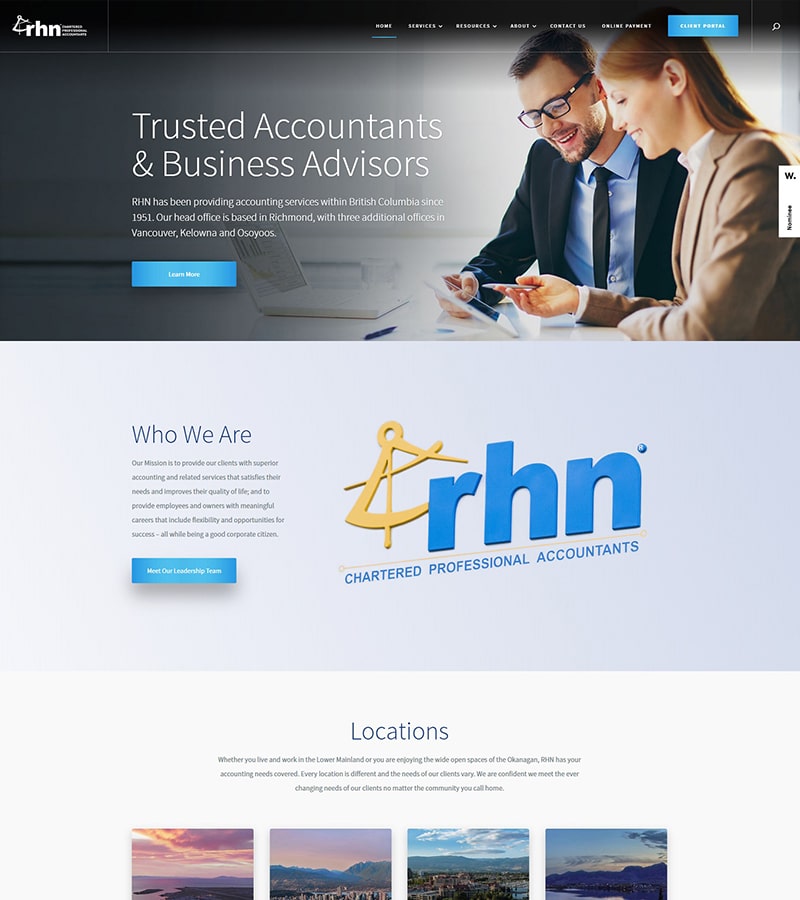 rhn CHARTERED PROFESSIONAL ACCOUNTANTS
HOME SERVICES RESOURCES ABOUT CONTACT US ONLINE PAYMENT CLIENT PORTAL
Trusted Accountants
& Business Advisors
RHN has been providing accounting services within British Columbia since
1951. Our head office is based in Richmond, with three additional offices in
Vancouver, Kelowna and Osoyoos.
Learn More
W.
Nominee
Who We Are
Our Mission is to provide our clients with superior
accounting and related services that satisfies their
needs and improves their quality of life; and to
provide employees and owners with meaningful
careers that include flexibility and opportunities for
success – all while being a good corporate citizen.
Meet Our Leadership Team
rhn®
CHARTERED PROFESSIONAL ACCOUNTANTS
Locations
Whether you live and work in the Lower Mainland or you are enjoying the wide open spaces of the Okanagan, RHN has your
accounting needs covered. Every location is different and the needs of our clients vary. We are confident we meet the ever
changing needs of our clients no matter the community you call home.